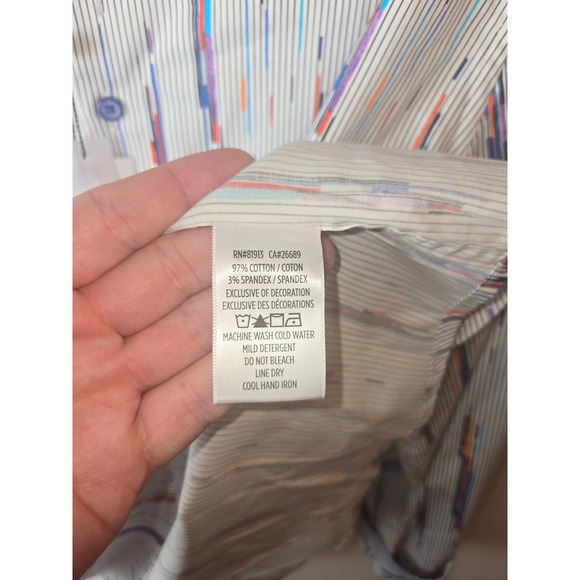 RN#81913 CA#26689
97% COTTON / COTON
3% SPANDEX / SPANDEX
EXCLUSIVE OF DECORATION
EXCLUSIVE DES DÉCORATIONS
MACHINE WASH COLD WATER
MILD DETERGENT
DO NOT BLEACH
LINE DRY
COOL HAND IRON